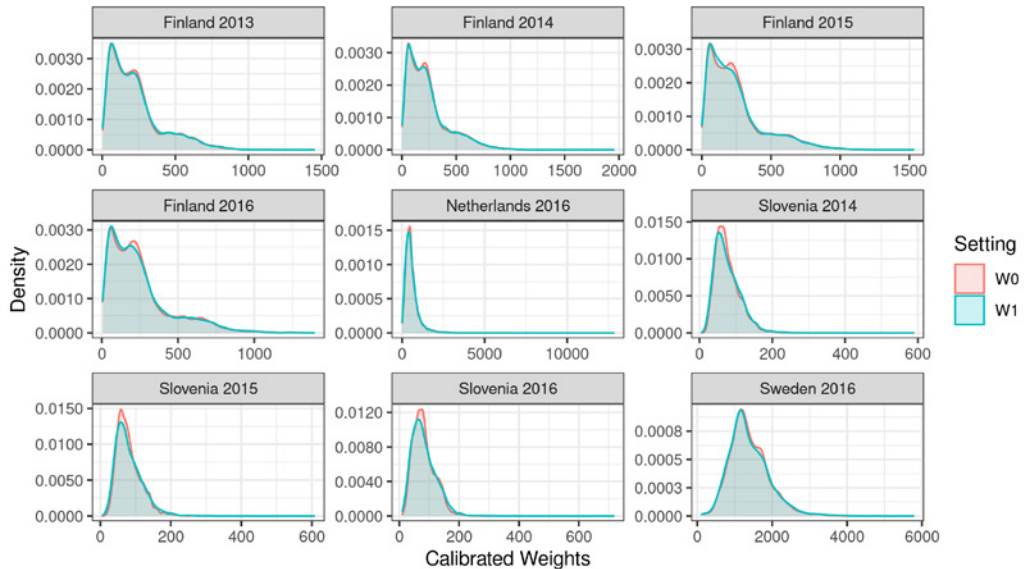 Finland 2013
Finland 2014
Finland 2015
0.0030
0.0020
0.0010
0.0000
0 500 1000 1500
0.0030
0.0020
0.0010
0.0000
0 500 1000 1500 2000
0.0030
0.0020
0.0010
0.0000
0 500 1000 1500
Finland 2016
Netherlands 2016
Slovenia 2014
0.0030
0.0020
0.0010
0.0000
0 500 1000
0.0015
0.0010
0.0005
0.0000
0 5000 10000
0.0150
0.0100
0.0050
0.0000
0 200 400 600
Slovenia 2015
Slovenia 2016
Sweden 2016
0.0150
0.0100
0.0050
0.0000
0 200 400 600
0.0120
0.0080
0.0040
0.0000
0 200 400 600
0.0008
0.0005
0.0003
0.0000
0 2000 4000 6000
Density
Calibrated Weights
Setting
W0
W1